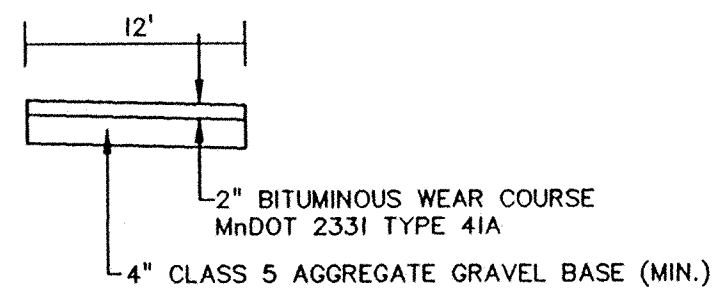 12'
2" BITUMINOUS WEAR COURSE
MnDOT 2331 TYPE 41A
4" CLASS 5 AGGREGATE GRAVEL BASE (MIN.)